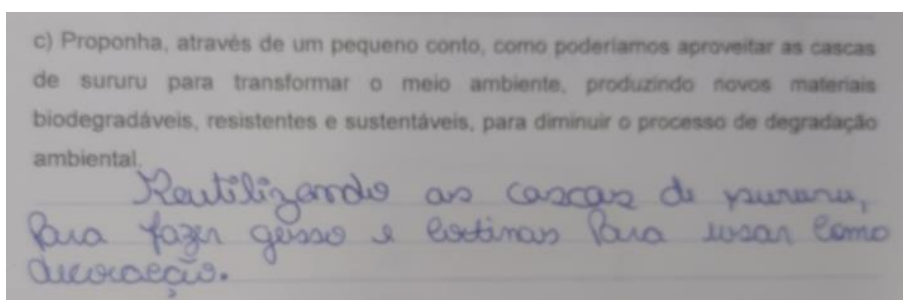 c) Proponha, através de um pequeno conto, como poderíamos aproveitar as cascas
de sururu para transformar o meio ambiente, produzindo novos materiais
biodegradáveis, resistentes e sustentáveis, para diminuir o processo de degradação
ambiental.
Reutilizando as cascas de sururu,
Para fazer gesso e cortinas Para usar como
decoração.